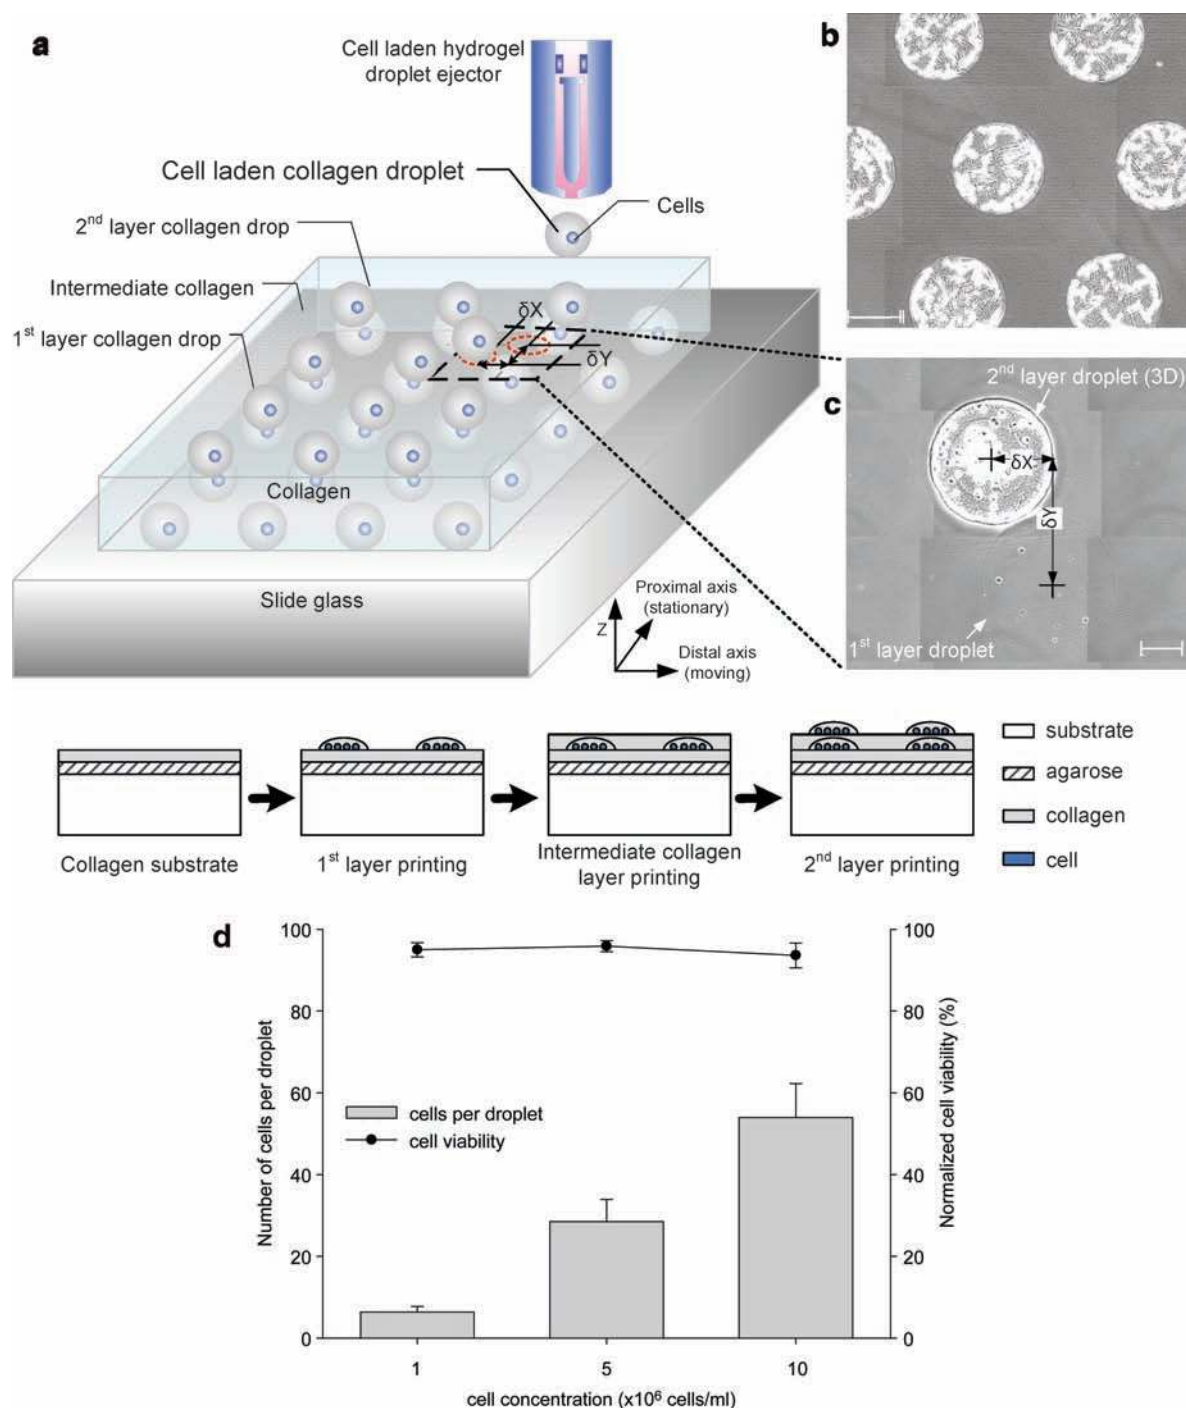 a
Cell laden hydrogel
droplet ejector
Cell laden collagen droplet
Cells
2nd layer collagen drop
Intermediate collagen
1st layer collagen drop
δX
δY
Collagen
Slide glass
Z
Proximal axis
(stationary)
Distal axis
(moving)
b
c
2nd layer droplet (3D)
δX
δY
1st layer droplet
substrate
agarose
collagen
cell
Collagen substrate
1st layer printing
Intermediate collagen
layer printing
2nd layer printing
d
Number of cells per droplet
100
80
60
40
20
0
cells per droplet
cell viability
100
80
60
40
20
0
Normalized cell viability (%)
1
5
10
cell concentration (x10⁶ cells/ml)